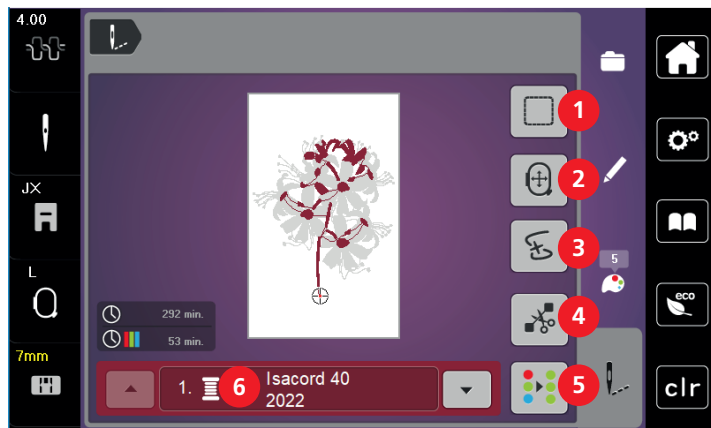 4.00
1
2
JX
3
L
5
292 min.
4
53 min.
eco
7mm
1.
6
Isacord 40
2022
5
clr